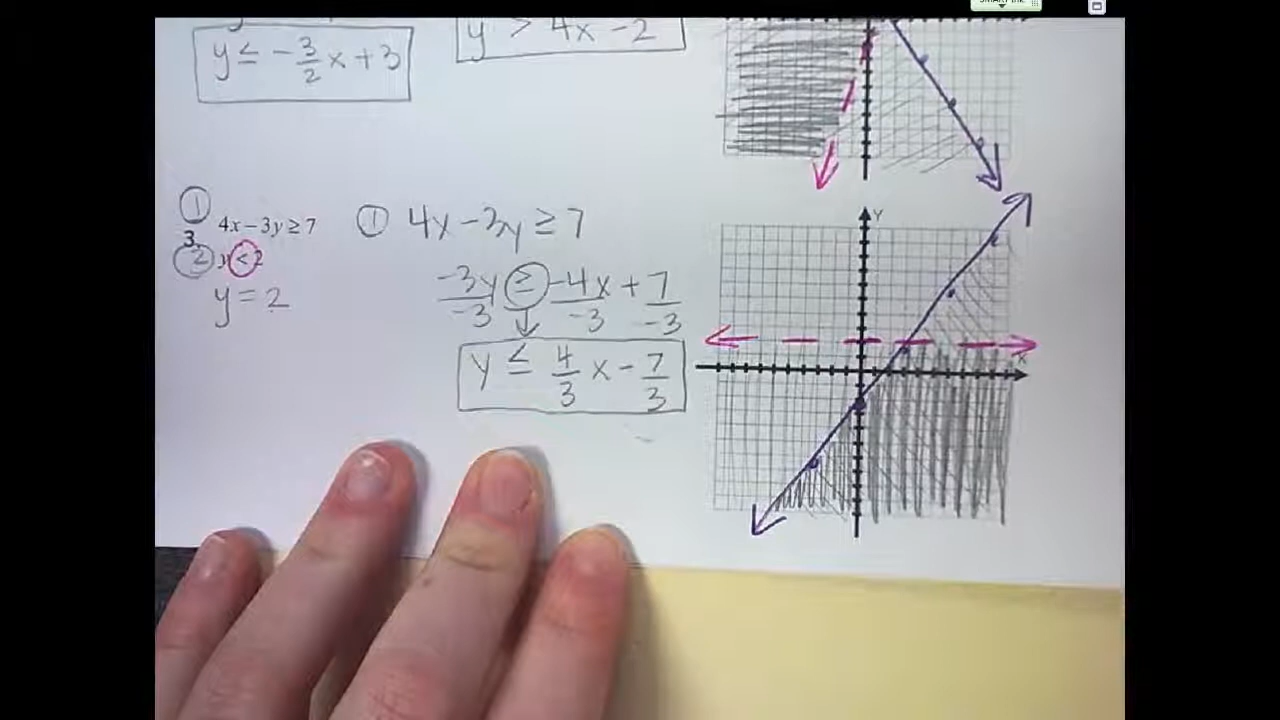 y ≤ -3/2 x + 3
y > 4x - 2
① 4x - 3y ≥ 7
3.
② y < 2
y = 2
① 4x - 3y ≥ 7
-3y/-3 ≥ -4x/-3 + 7/-3
y ≤ 4/3 x - 7/3
Y
X